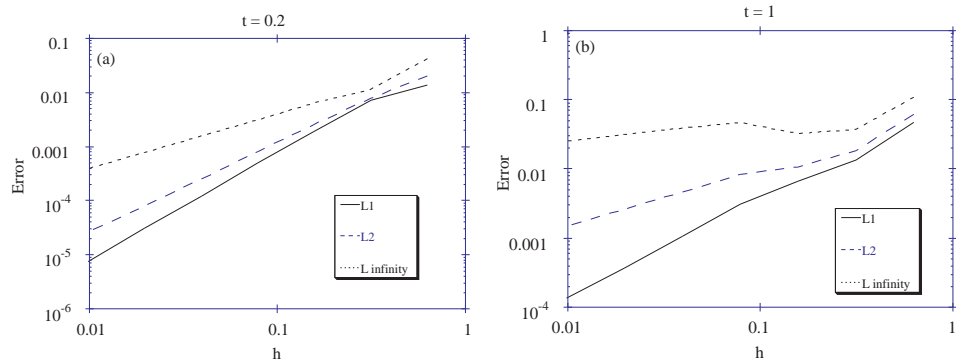 t = 0.2
(a)
0.1
0.01
0.001
10-4
10-5
10-6
Error
L1
L2
L infinity
0.01
0.1
1
h
t = 1
(b)
1
0.1
0.01
0.001
10-4
Error
L1
L2
L infinity
0.01
0.1
1
h